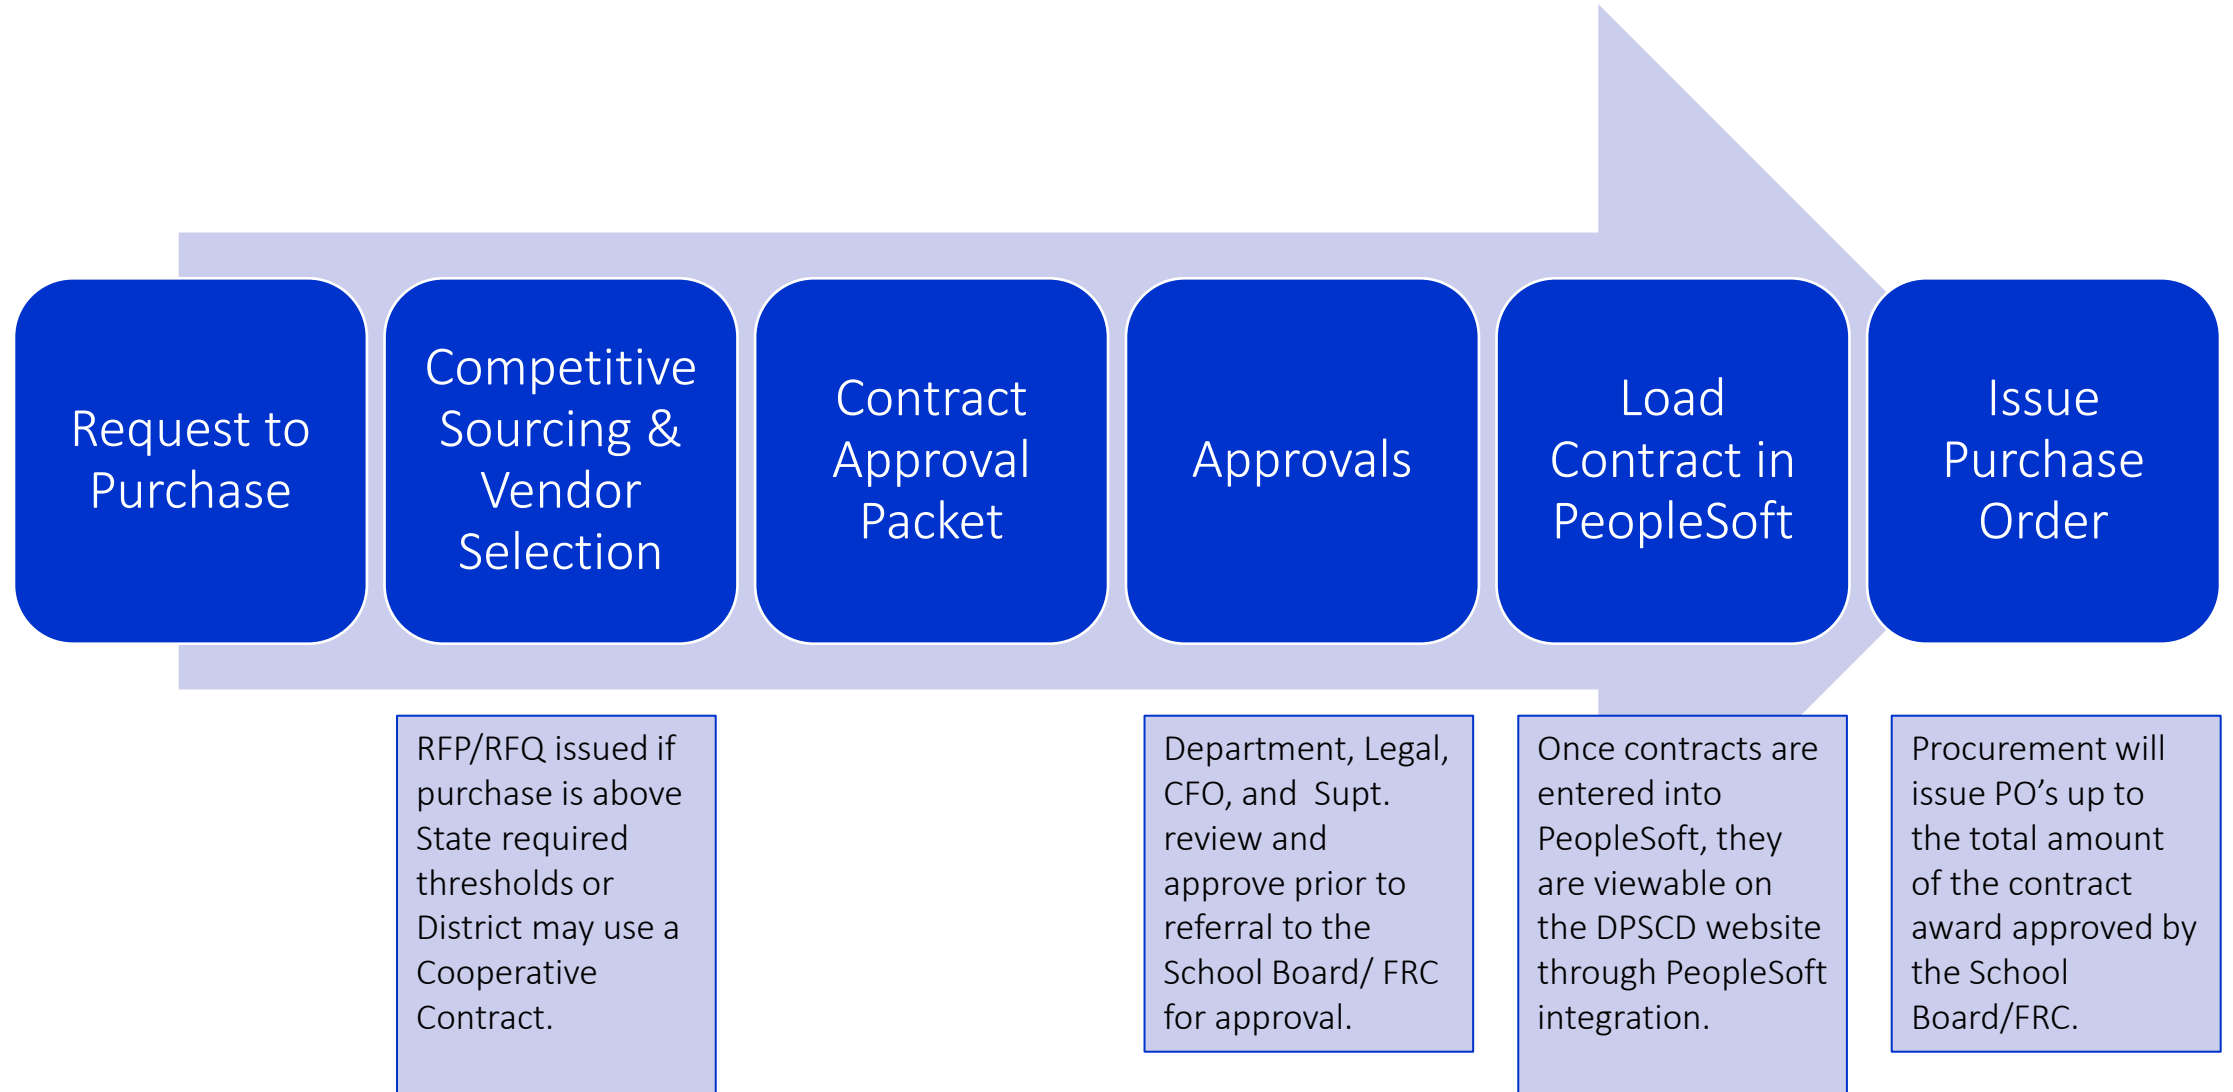 Request to
Purchase
Competitive
Sourcing &
Vendor
Selection
Contract
Approval
Packet
Approvals
Load
Contract in
PeopleSoft
Issue
Purchase
Order
RFP/RFQ issued if
purchase is above
State required
thresholds or
District may use a
Cooperative
Contract.
Department, Legal,
CFO, and  Supt.
review and
approve prior to
referral to the
School Board/ FRC
for approval.
Once contracts are
entered into
PeopleSoft, they
are viewable on
the DPSCD website
through PeopleSoft
integration.
Procurement will
issue PO’s up to
the total amount
of the contract
award approved by
the School
Board/FRC.